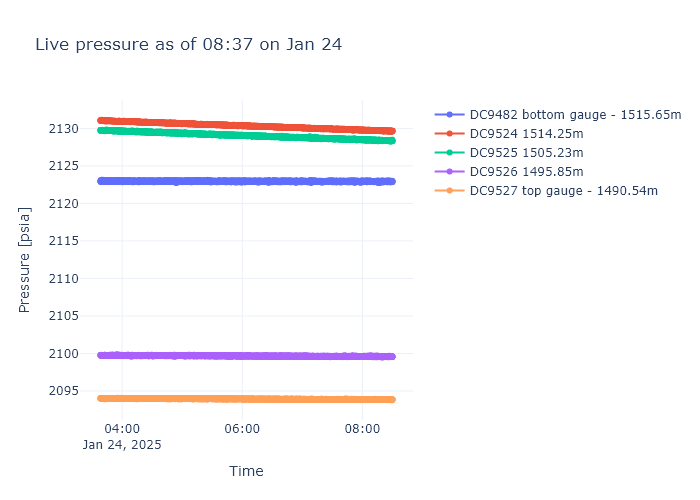 Live pressure as of 08:37 on Jan 24
DC9482 bottom gauge - 1515.65m
DC9524 1514.25m
DC9525 1505.23m
DC9526 1495.85m
DC9527 top gauge - 1490.54m
Pressure [psia]
2130
2125
2120
2115
2110
2105
2100
2095
04:00
06:00
08:00
Jan 24, 2025
Time